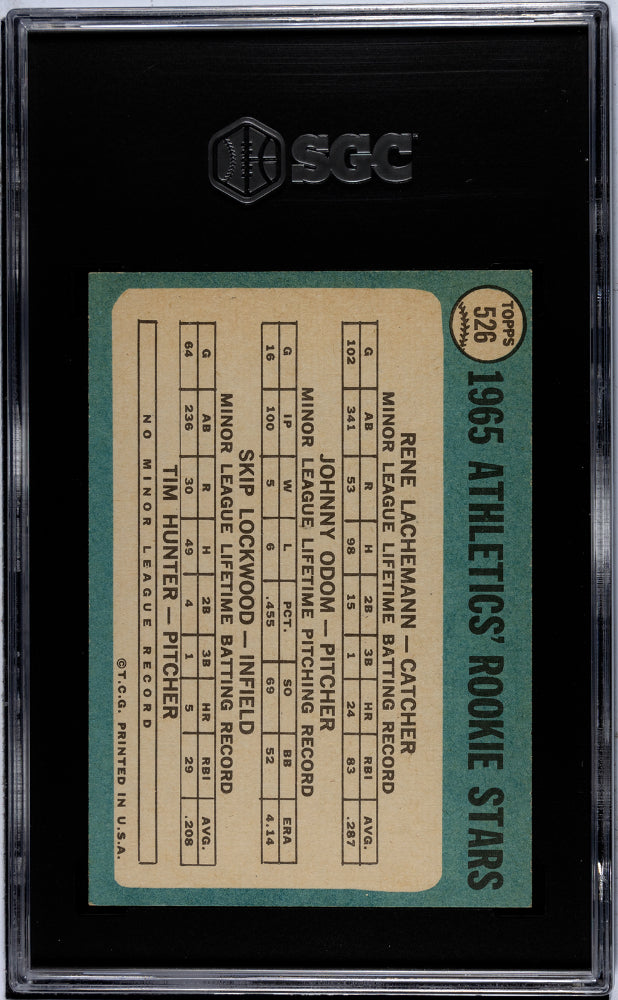 SGC
TOPPS
526
1965 ATHLETICS' ROOKIE STARS
RENE LACHEMANN — CATCHER
MINOR LEAGUE LIFETIME BATTING RECORD
G AB R H 2B 3B HR RBI AVG.
102 341 53 98 15 1 24 83 .287
JOHNNY ODOM — PITCHER
MINOR LEAGUE LIFETIME PITCHING RECORD
G IP W L PCT. SO BB ERA
16 100 5 6 .455 69 52 4.14
SKIP LOCKWOOD — INFIELD
MINOR LEAGUE LIFETIME BATTING RECORD
G AB R H 2B 3B HR RBI AVG.
64 236 30 49 4 1 5 29 .208
TIM HUNTER — PITCHER
NO MINOR LEAGUE RECORD
©T.C.G. PRINTED IN U.S.A.